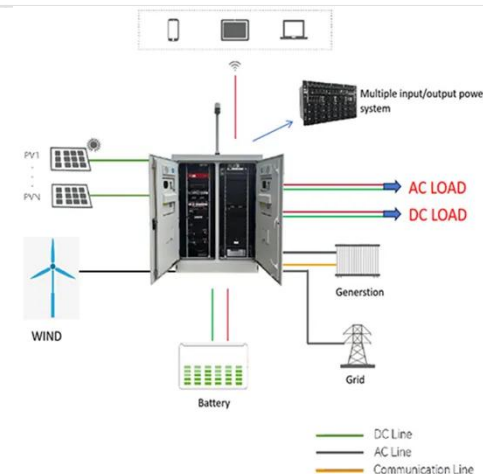 Multiple input/output power
system
PV1
PVN
AC LOAD
DC LOAD
WIND
Generstion
Grid
Battery
DC Line
AC Line
Communication Line